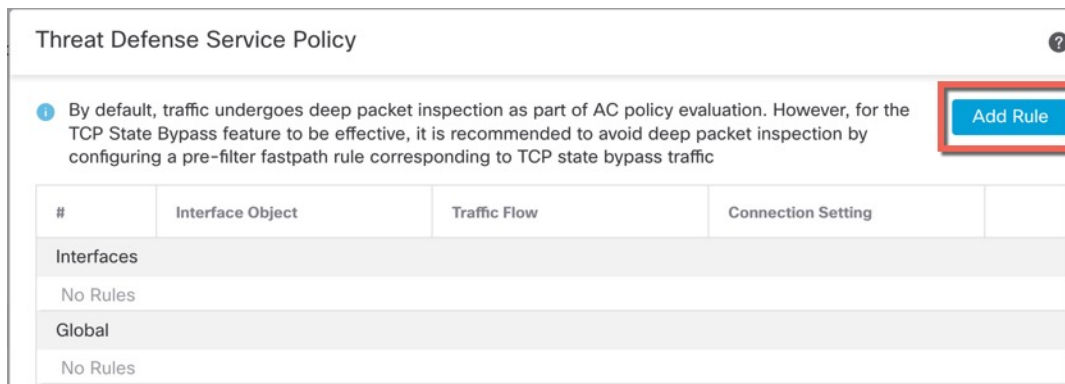 Threat Defense Service Policy
?
i
By default, traffic undergoes deep packet inspection as part of AC policy evaluation. However, for the
TCP State Bypass feature to be effective, it is recommended to avoid deep packet inspection by
configuring a pre-filter fastpath rule corresponding to TCP state bypass traffic
Add Rule
# Interface Object Traffic Flow Connection Setting
Interfaces
No Rules
Global
No Rules